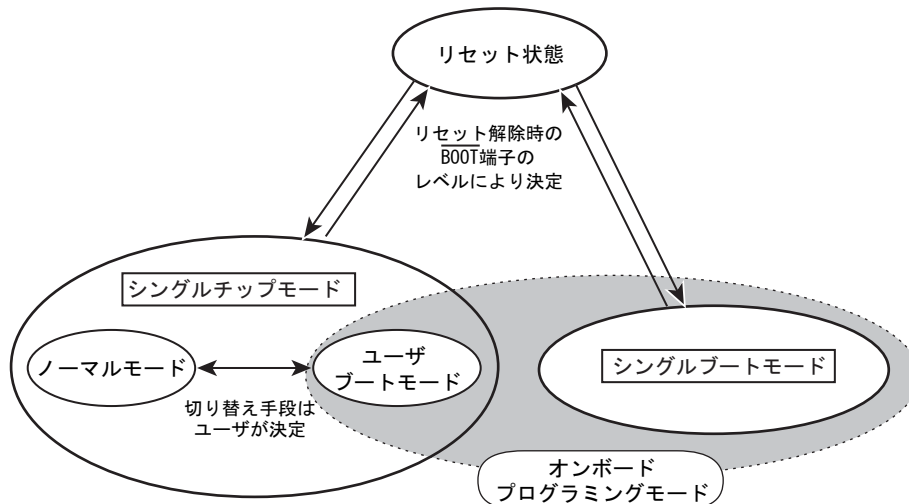 リセット状態
リセット解除時の
BOOT端子の
レベルにより決定
シングルチップモード
ノーマルモード
ユーザ
ブートモード
切り替え手段は
ユーザが決定
シングルブートモード
オンボード
プログラミングモード